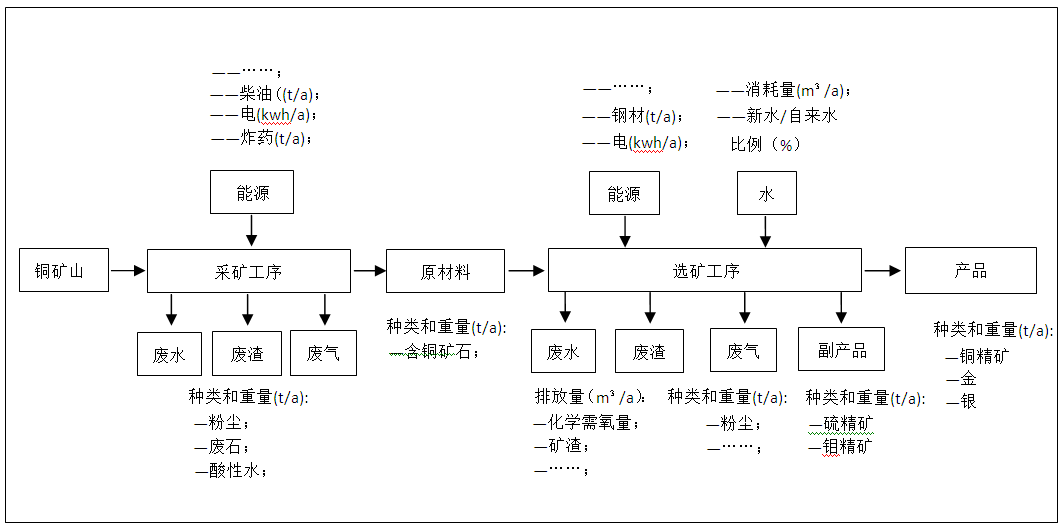 ——……；
——柴油（(t/a)；
——电(kwh/a)；
——炸药(t/a)；
——……；
——钢材(t/a)；
——电(kwh/a)；
——消耗量(m³ /a)；
——新水/自来水
比例（%）
能源
能源
水
铜矿山
采矿工序
原材料
选矿工序
产品
废水
废渣
废气
种类和重量(t/a)：
—含铜矿石；
废水
废渣
废气
副产品
种类和重量(t/a)：
—铜精矿
—金
—银
种类和重量(t/a)：
—粉尘；
—废石；
—酸性水；
排放量（m³ /a）：
—化学需氧量；
—矿渣；
—……；
种类和重量(t/a)：
—粉尘；
—……；
种类和重量(t/a)：
—硫精矿
—钼精矿